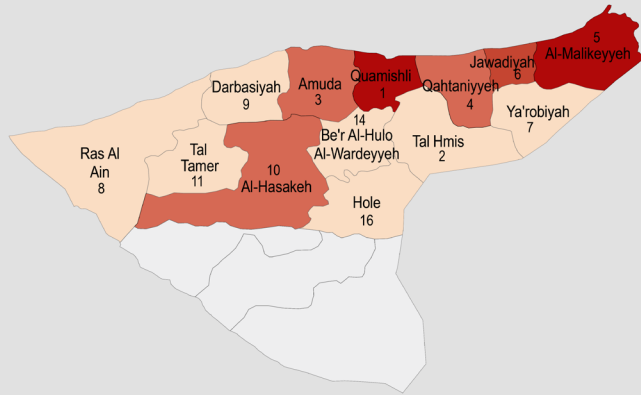 5
Al-Malikeyyeh
Jawadiyah
6
Quamishli
1
Qahtaniyyeh
4
Amuda
3
Darbasiyah
9
Ya'robiyah
7
14
Be'r Al-Hulo
Al-Wardeyyeh
Tal Hmis
2
Ras Al
Ain
8
Tal
Tamer
11
10
Al-Hasakeh
Hole
16